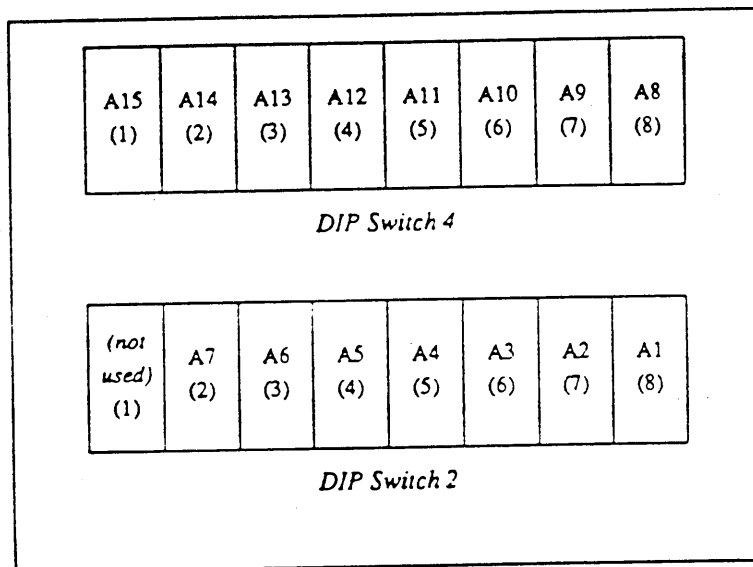 A15 A14 A13 A12 A11 A10 A9 A8
(1) (2) (3) (4) (5) (6) (7) (8)
DIP Switch 4
(not
used) A7 A6 A5 A4 A3 A2 A1
(1) (2) (3) (4) (5) (6) (7) (8)
DIP Switch 2